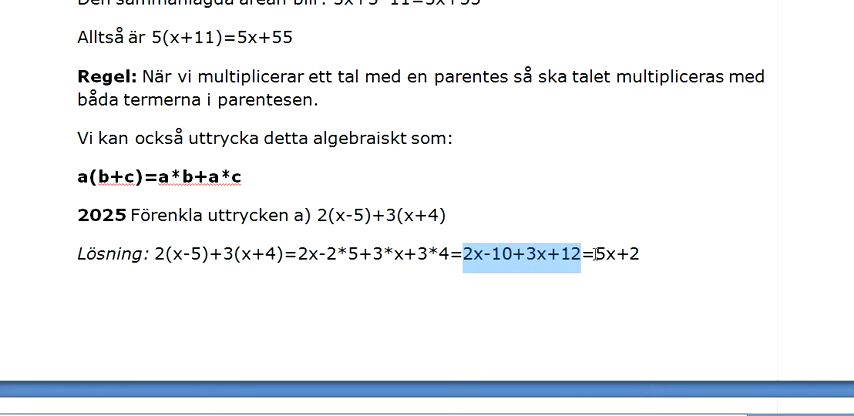 Alltså är 5(x+11)=5x+55
Regel: När vi multiplicerar ett tal med en parentes så ska talet multipliceras med
båda termerna i parentesen.
Vi kan också uttrycka detta algebraiskt som:
a(b+c)=a*b+a*c
2025 Förenkla uttrycken a) 2(x-5)+3(x+4)
Lösning: 2(x-5)+3(x+4)=2x-2*5+3*x+3*4=2x-10+3x+12=5x+2